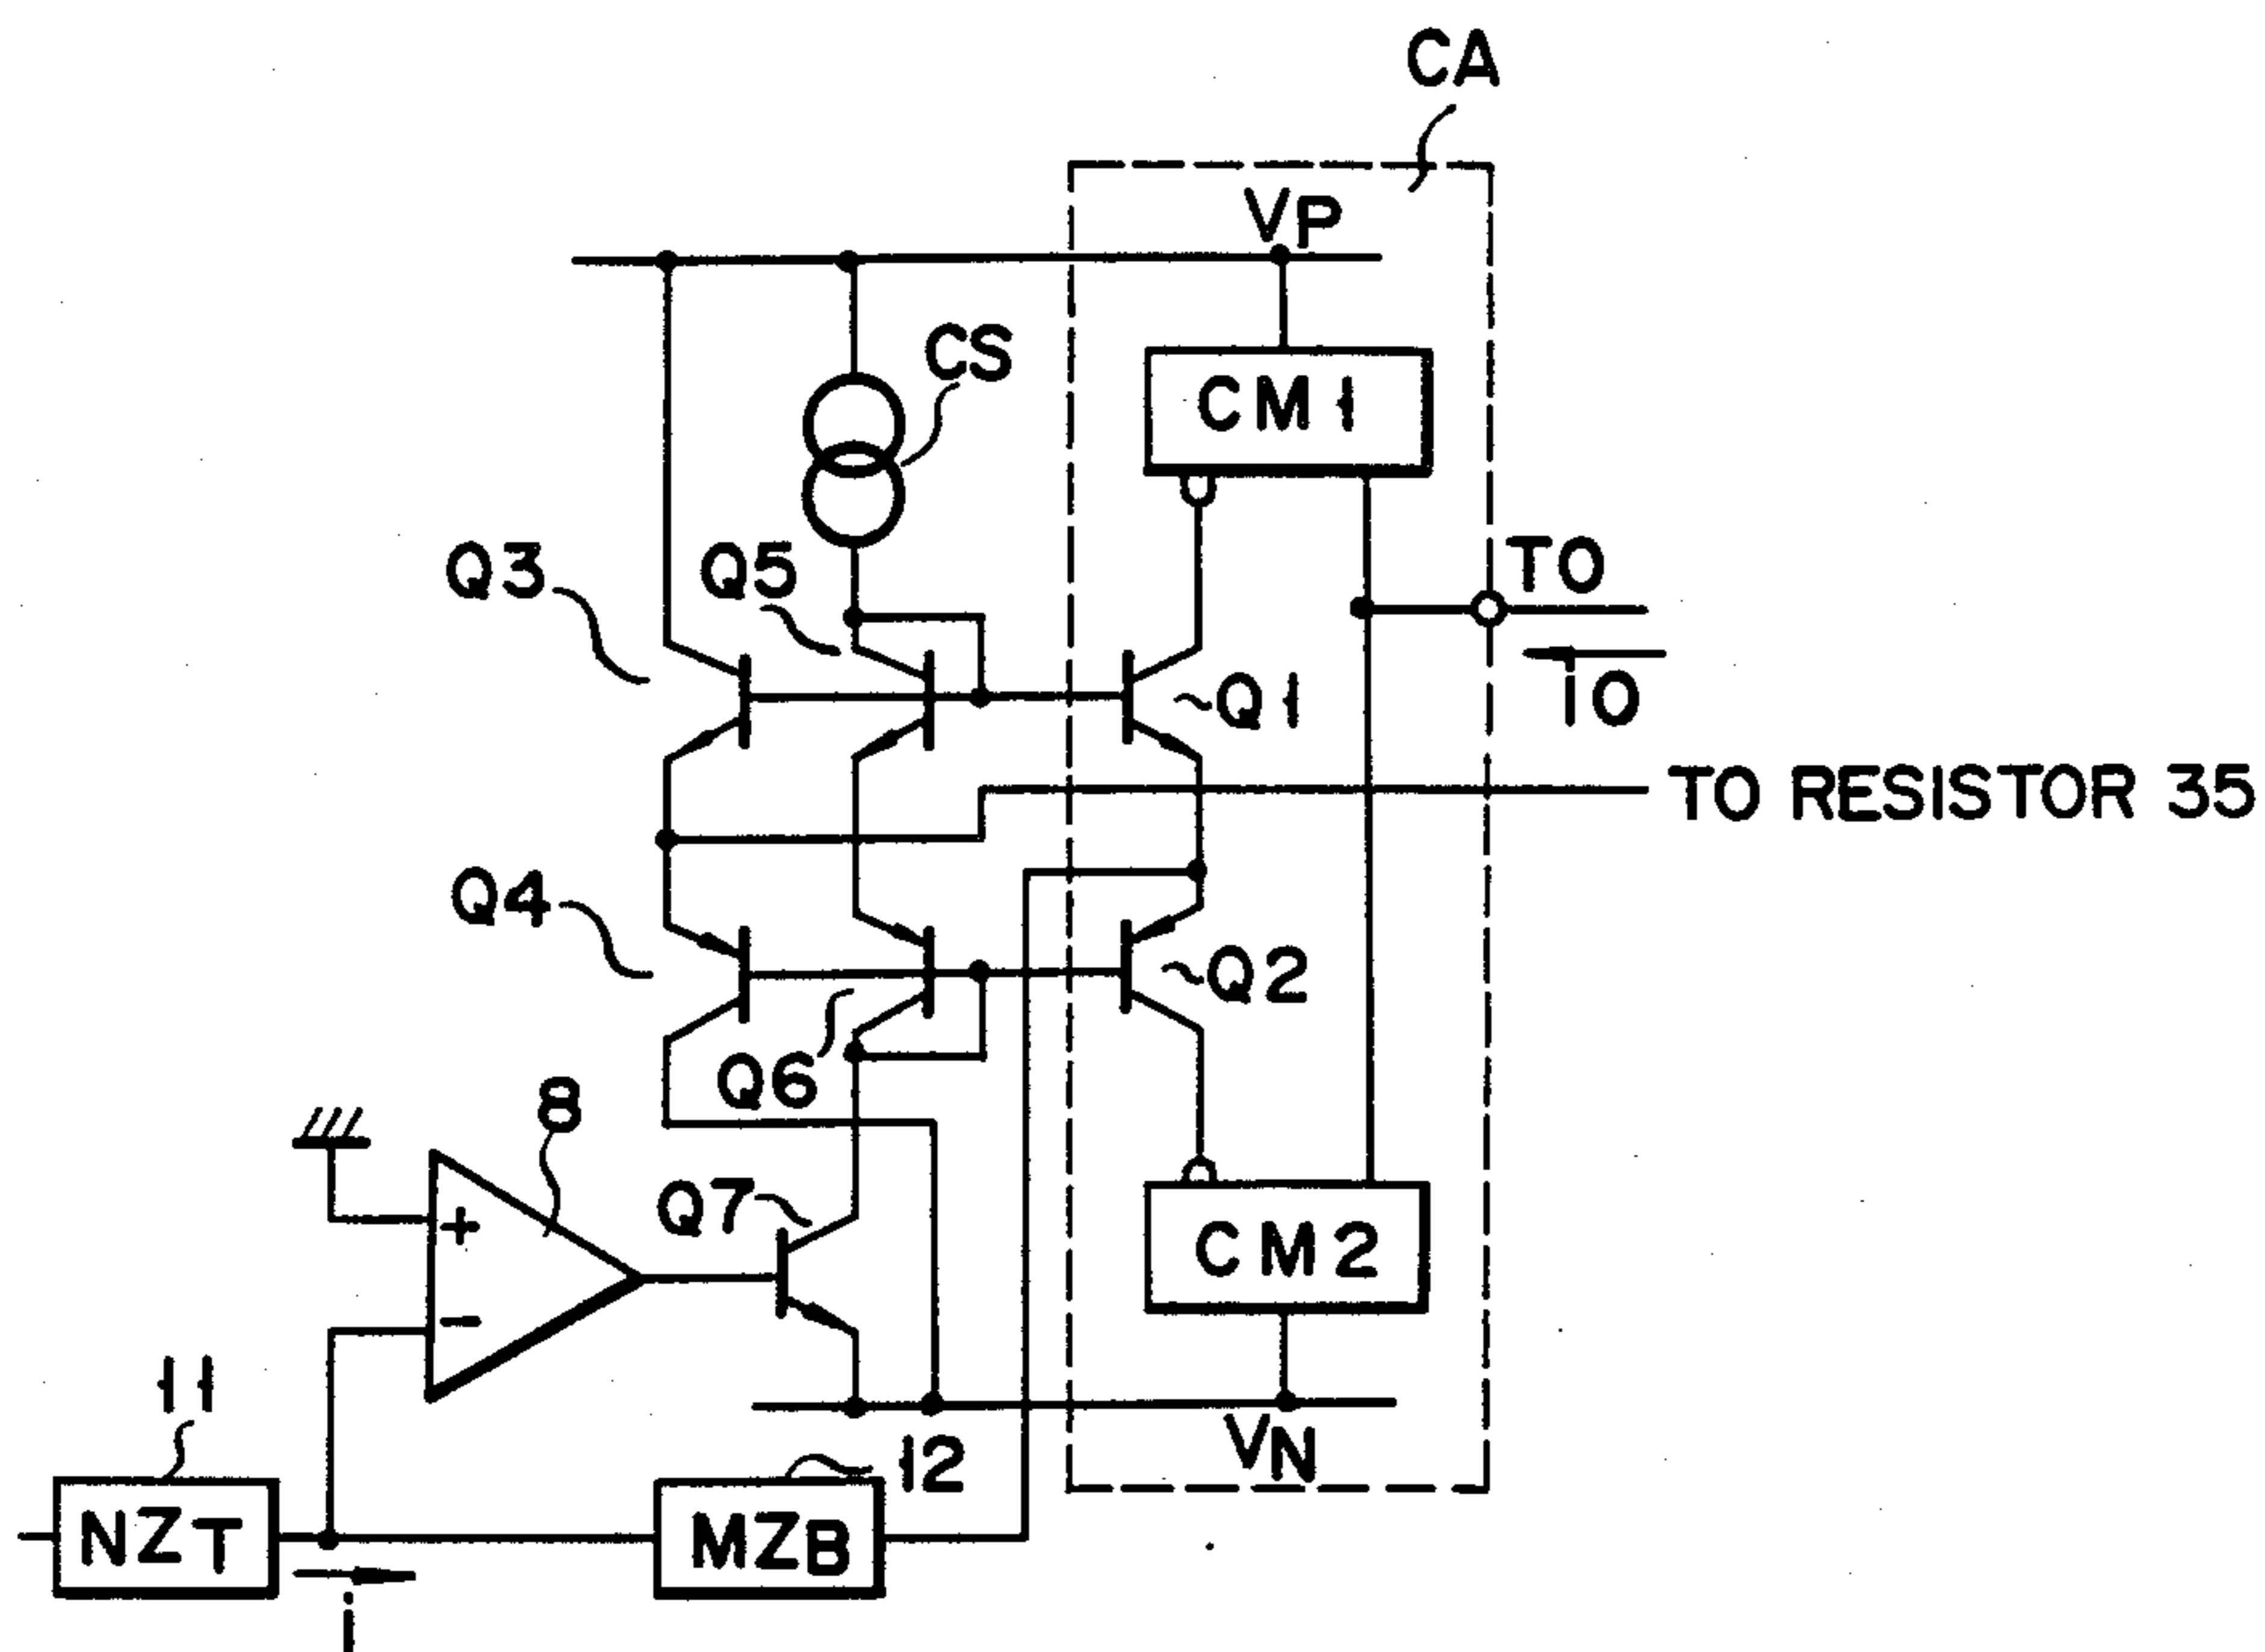 CA
VP
CS
CM1
Q3
Q5
TO
Q1
iO
TO RESISTOR 35
Q4
Q2
Q6
8
+
Q7
CM2
−
11
VN
12
NZT
MZB
i